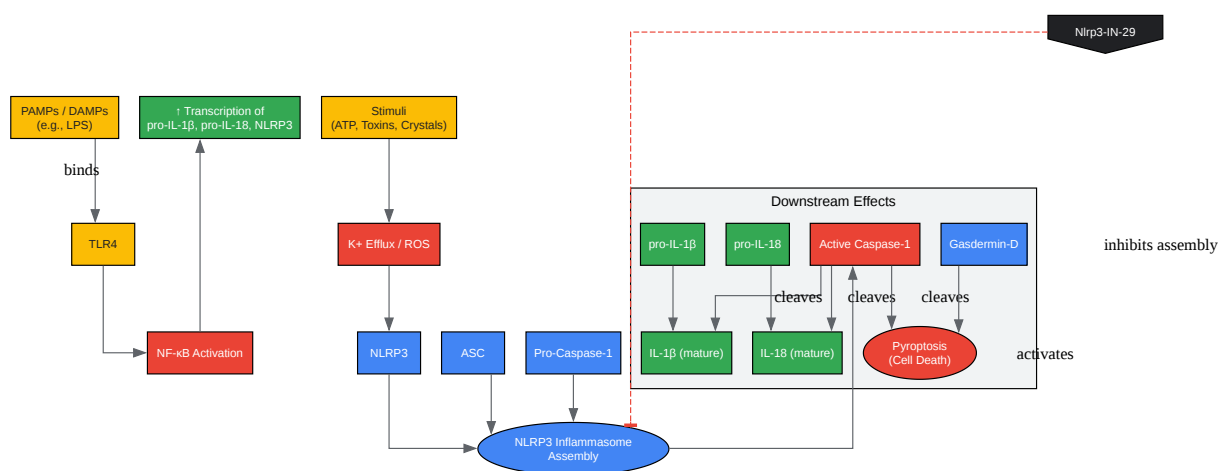 Nlrp3-IN-29
PAMPs / DAMPs
(e.g., LPS)
↑ Transcription of
pro-IL-1β, pro-IL-18, NLRP3
Stimuli
(ATP, Toxins, Crystals)
binds
Downstream Effects
TLR4
K+ Efflux / ROS
pro-IL-1β
pro-IL-18
Active Caspase-1
Gasdermin-D
inhibits assembly
cleaves
cleaves
cleaves
NF-κB Activation
NLRP3
ASC
Pro-Caspase-1
IL-1β (mature)
IL-18 (mature)
Pyroptosis
(Cell Death)
activates
NLRP3 Inflammasome
Assembly